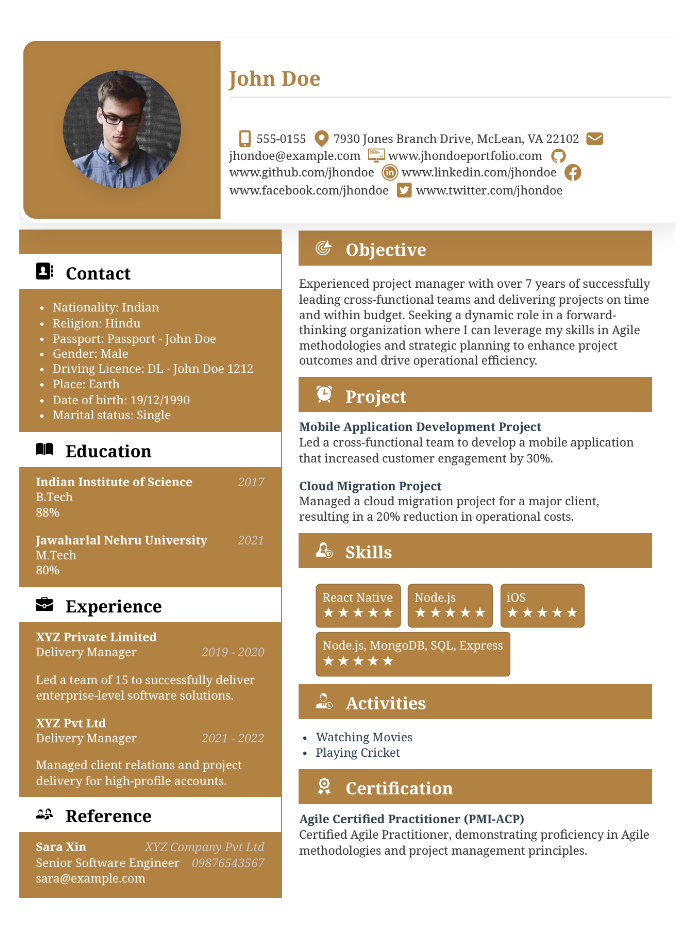 John Doe
555-0155 7930 Jones Branch Drive, McLean, VA 22102
jhondoe@example.com www.jhondoeportfolio.com
www.github.com/jhondoe www.linkedin.com/jhondoe
www.facebook.com/jhondoe www.twitter.com/jhondoe
Contact
• Nationality: Indian
• Religion: Hindu
• Passport: Passport - John Doe
• Gender: Male
• Driving Licence: DL - John Doe 1212
• Place: Earth
• Date of birth: 19/12/1990
• Marital status: Single
Education
Indian Institute of Science 2017
B.Tech
88%
Jawaharlal Nehru University 2021
M.Tech
80%
Experience
XYZ Private Limited
Delivery Manager 2019 - 2020
Led a team of 15 to successfully deliver
enterprise-level software solutions.
XYZ Pvt Ltd
Delivery Manager 2021 - 2022
Managed client relations and project
delivery for high-profile accounts.
Reference
Sara Xin XYZ Company Pvt Ltd
Senior Software Engineer 09876543567
sara@example.com
Objective
Experienced project manager with over 7 years of successfully
leading cross-functional teams and delivering projects on time
and within budget. Seeking a dynamic role in a forward-
thinking organization where I can leverage my skills in Agile
methodologies and strategic planning to enhance project
outcomes and drive operational efficiency.
Project
Mobile Application Development Project
Led a cross-functional team to develop a mobile application
that increased customer engagement by 30%.
Cloud Migration Project
Managed a cloud migration project for a major client,
resulting in a 20% reduction in operational costs.
Skills
React Native Node.js iOS
★★★★★ ★★★★★ ★★★★★
Node.js, MongoDB, SQL, Express
★★★★★
Activities
• Watching Movies
• Playing Cricket
Certification
Agile Certified Practitioner (PMI-ACP)
Certified Agile Practitioner, demonstrating proficiency in Agile
methodologies and project management principles.